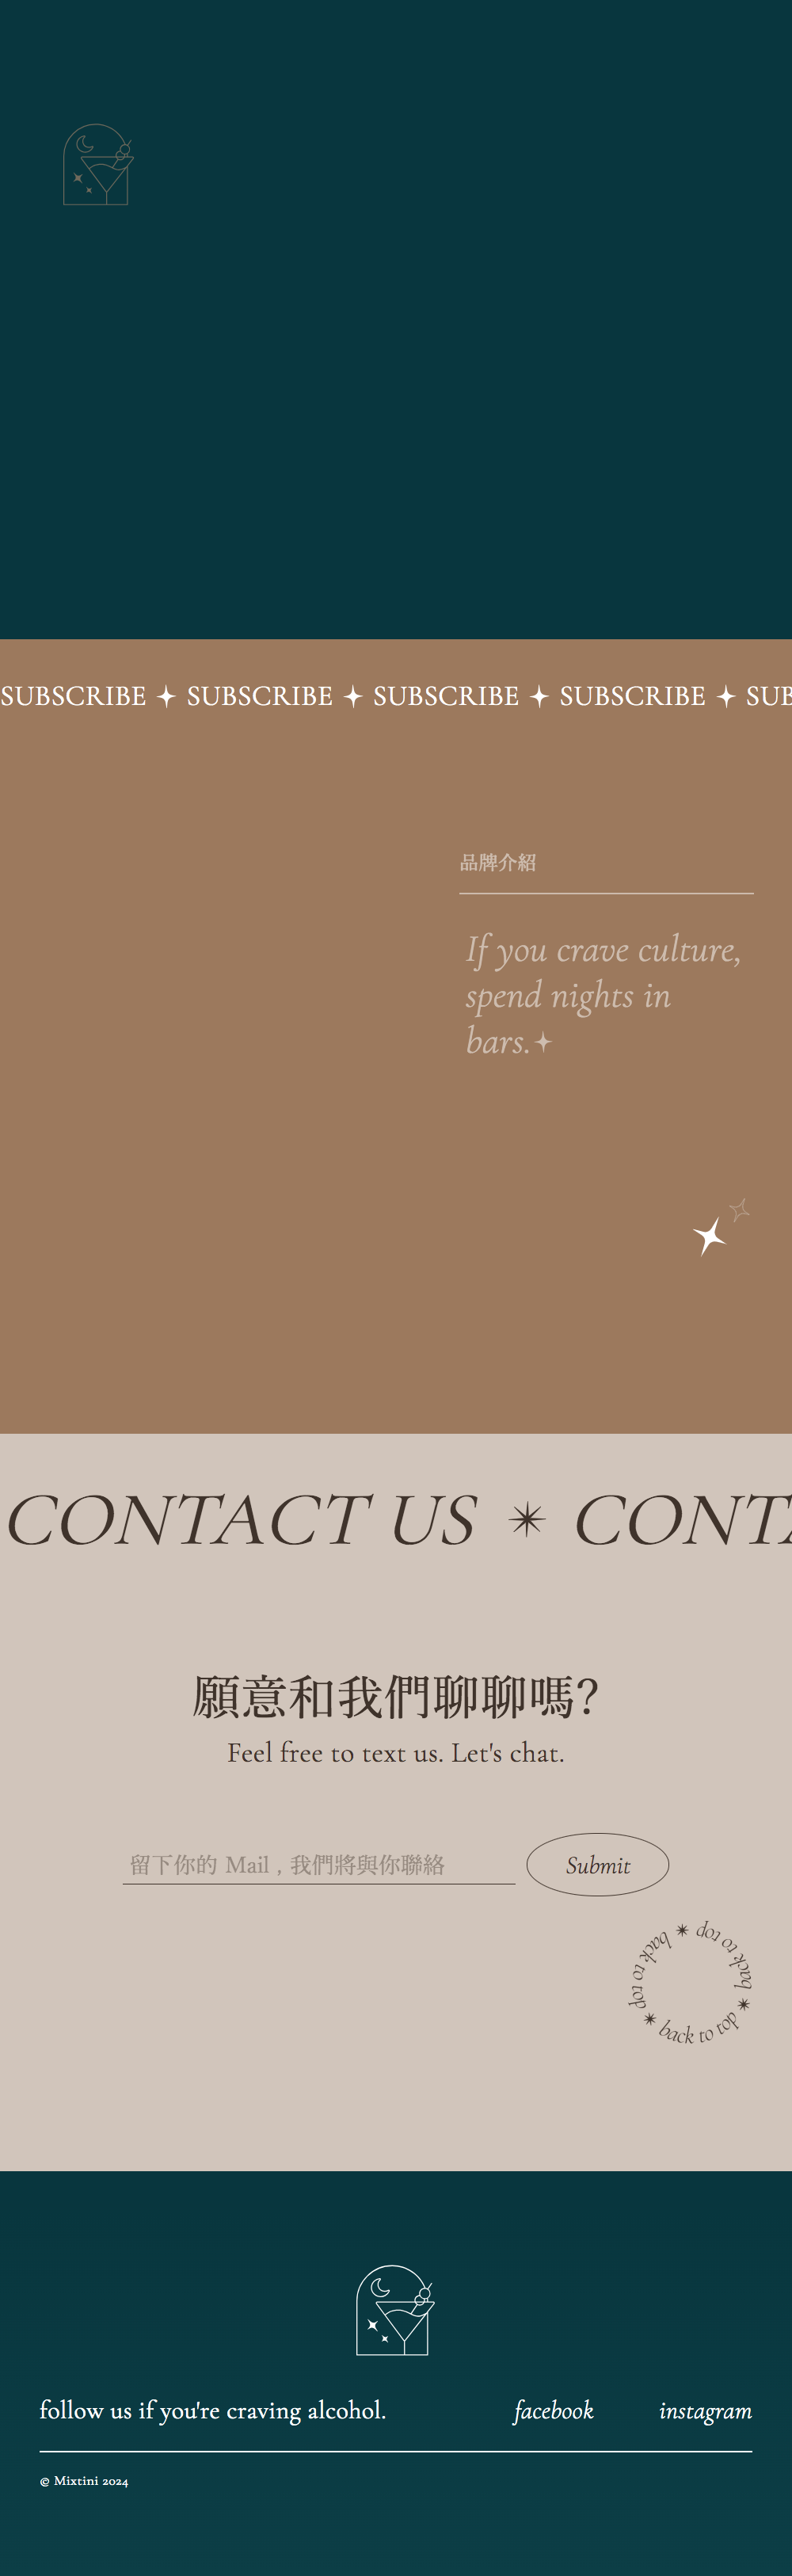 SUBSCRIBE ✦ SUBSCRIBE ✦ SUBSCRIBE ✦ SUBSCRIBE ✦ SUB
品牌介紹
If you crave culture,
spend nights in
bars.✦
CONTACT US ✴ CONTA
願意和我們聊聊嗎?
Feel free to text us. Let's chat.
留下你的 Mail , 我們將與你聯絡
Submit
back to top ✴ back to top ✴ back to top ✴
follow us if you're craving alcohol.
facebook
instagram
© Mixtini 2024